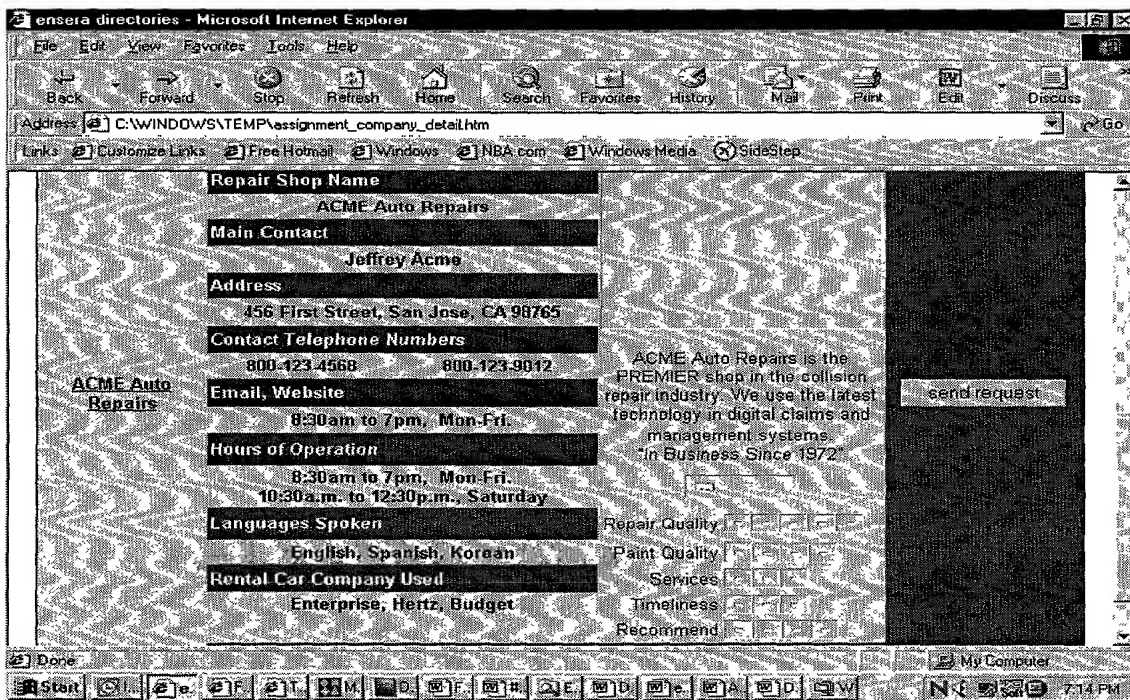 ensera directories - Microsoft Internet Explorer
File Edit View Favorites Tools Help
Back Forward Stop Refresh Home Search Favorites History Mail Print Edit Discuss
Address C:\WINDOWS\TEMP\assignment_company_detail.htm Go
Links Customize Links Free Hotmail Windows NBA.com Windows Media SideStep
Repair Shop Name
ACME Auto Repairs
Main Contact
Jeffrey Acme
Address
456 First Street, San Jose, CA 98765
Contact Telephone Numbers
800-123-4568 800-123-9012
Email, Website
8:30am to 7pm, Mon-Fri.
Hours of Operation
8:30am to 7pm, Mon-Fri.
10:30a.m. to 12:30p.m., Saturday
Languages Spoken
English, Spanish, Korean
Rental Car Company Used
Enterprise, Hertz, Budget
ACME Auto
Repairs
ACME Auto Repairs is the
PREMIER shop in the collision
repair industry. We use the latest
technology in digital claims and
management systems.
"In Business Since 1972"
Repair Quality
Paint Quality
Services
Timeliness
Recommend
send request
Done My Computer
Start 7:14 PM